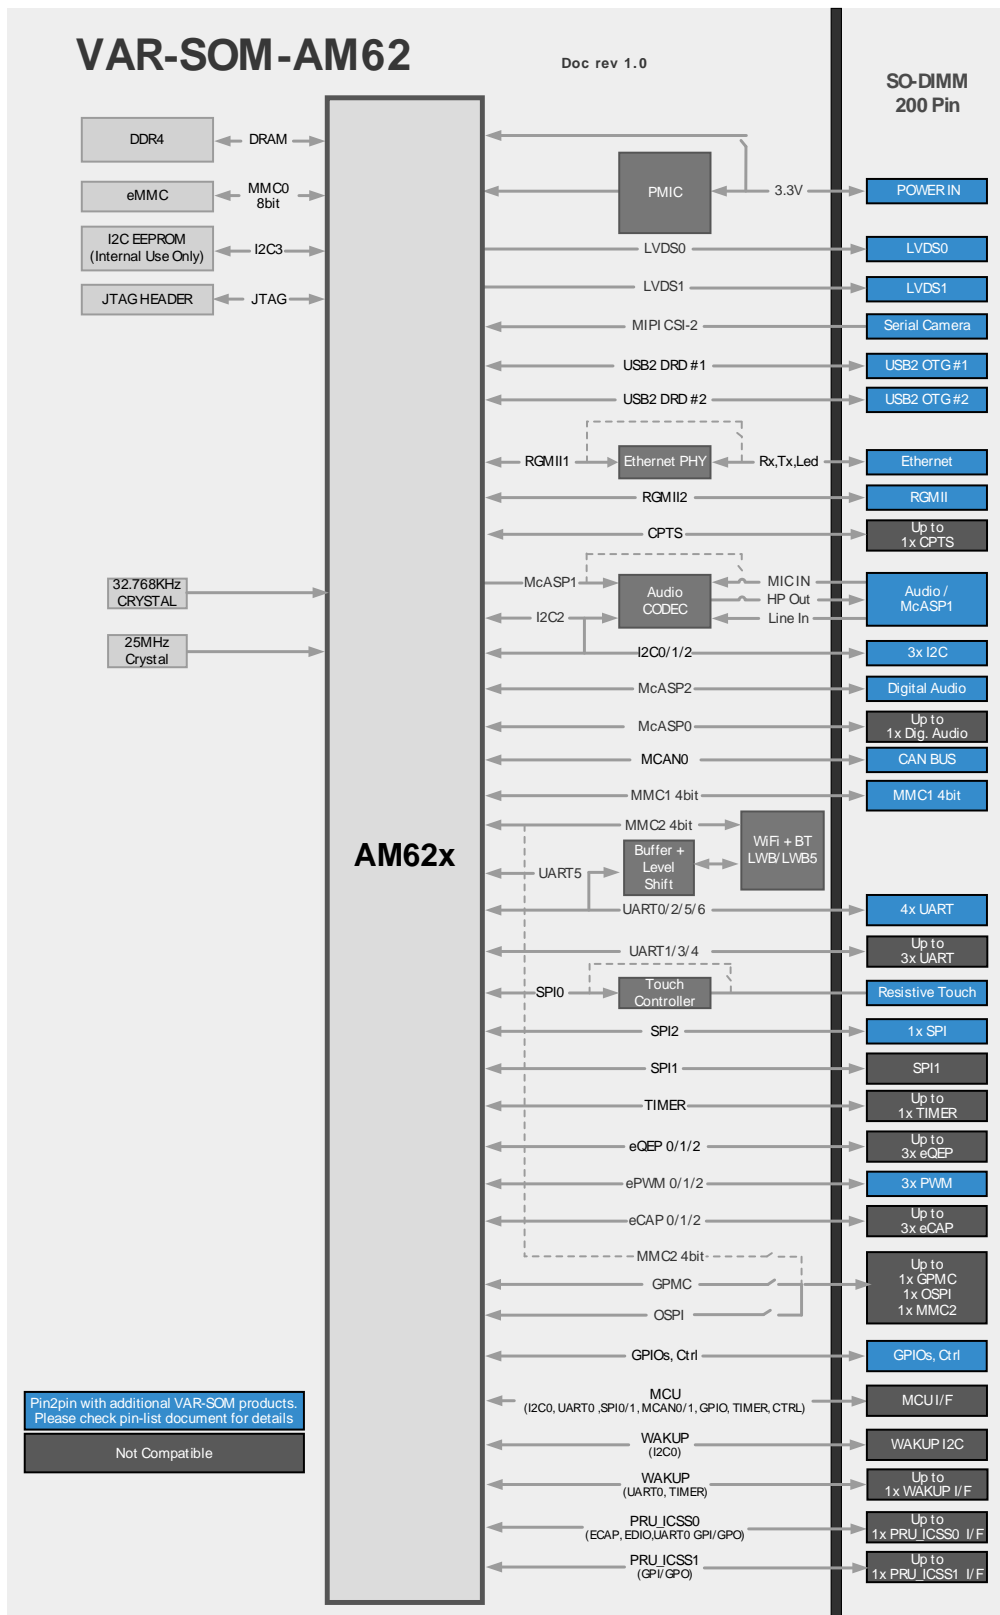 VAR-SOM-AM62
Doc rev 1.0
SO-DIMM
200 Pin
DDR4
DRAM
eMMC
MMC0
8bit
I2C EEPROM
(Internal Use Only)
I2C3
JTAG HEADER
JTAG
32.768KHz
CRYSTAL
25MHz
Crystal
AM62x
PMIC
3.3V
POWER IN
LVDS0
LVDS0
LVDS1
LVDS1
MIPI CSI-2
Serial Camera
USB2 DRD #1
USB2 OTG #1
USB2 DRD #2
USB2 OTG #2
RGMII1
Ethernet PHY
Rx,Tx,Led
Ethernet
RGMII2
RGMII
CPTS
Up to
1x CPTS
McASP1
Audio
CODEC
MIC IN
HP Out
Line In
Audio /
McASP1
I2C2
I2C0/1/2
3x I2C
McASP2
Digital Audio
McASP0
Up to
1x Dig. Audio
MCAN0
CAN BUS
MMC1 4bit
MMC1 4bit
MMC2 4bit
WiFi + BT
LWB/LWB5
Buffer +
Level
Shift
UART5
UART0/2/5/6
4x UART
UART1/3/4
Up to
3x UART
SPI0
Touch
Controller
Resistive Touch
SPI2
1x SPI
SPI1
SPI1
TIMER
Up to
1x TIMER
eQEP 0/1/2
Up to
3x eQEP
ePWM 0/1/2
3x PWM
eCAP 0/1/2
Up to
3x eCAP
MMC2 4bit
GPMC
OSPI
Up to
1x GPMC
1x OSPI
1x MMC2
GPIOs, Ctrl
GPIOs, Ctrl
MCU
(I2C0, UART0 ,SPI0/1, MCAN0/1, GPIO, TIMER, CTRL)
MCU I/F
WAKUP
(I2C0)
WAKUP I2C
WAKUP
(UART0, TIMER)
Up to
1x WAKUP I/F
PRU_ICSS0
(ECAP, EDIO,UART0 GPI/GPO)
Up to
1x PRU_ICSS0 I/F
PRU_ICSS1
(GPI/GPO)
Up to
1x PRU_ICSS1 I/F
Pin2pin with additional VAR-SOM products.
Please check pin-list document for details
Not Compatible